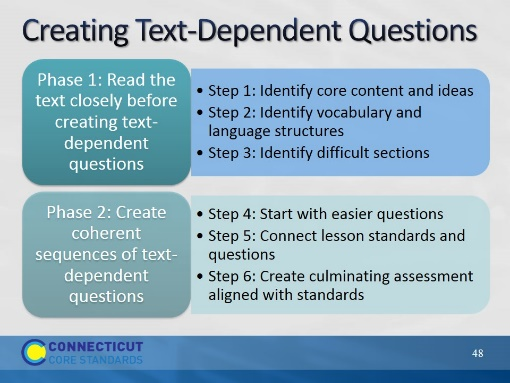 Creating Text-Dependent Questions
Phase 1: Read the
text closely before
creating text-
dependent
questions
• Step 1: Identify core content and ideas
• Step 2: Identify vocabulary and
language structures
• Step 3: Identify difficult sections
Phase 2: Create
coherent
sequences of text-
dependent
questions
• Step 4: Start with easier questions
• Step 5: Connect lesson standards and
questions
• Step 6: Create culminating assessment
aligned with standards
CONNECTICUT
CORE STANDARDS
48